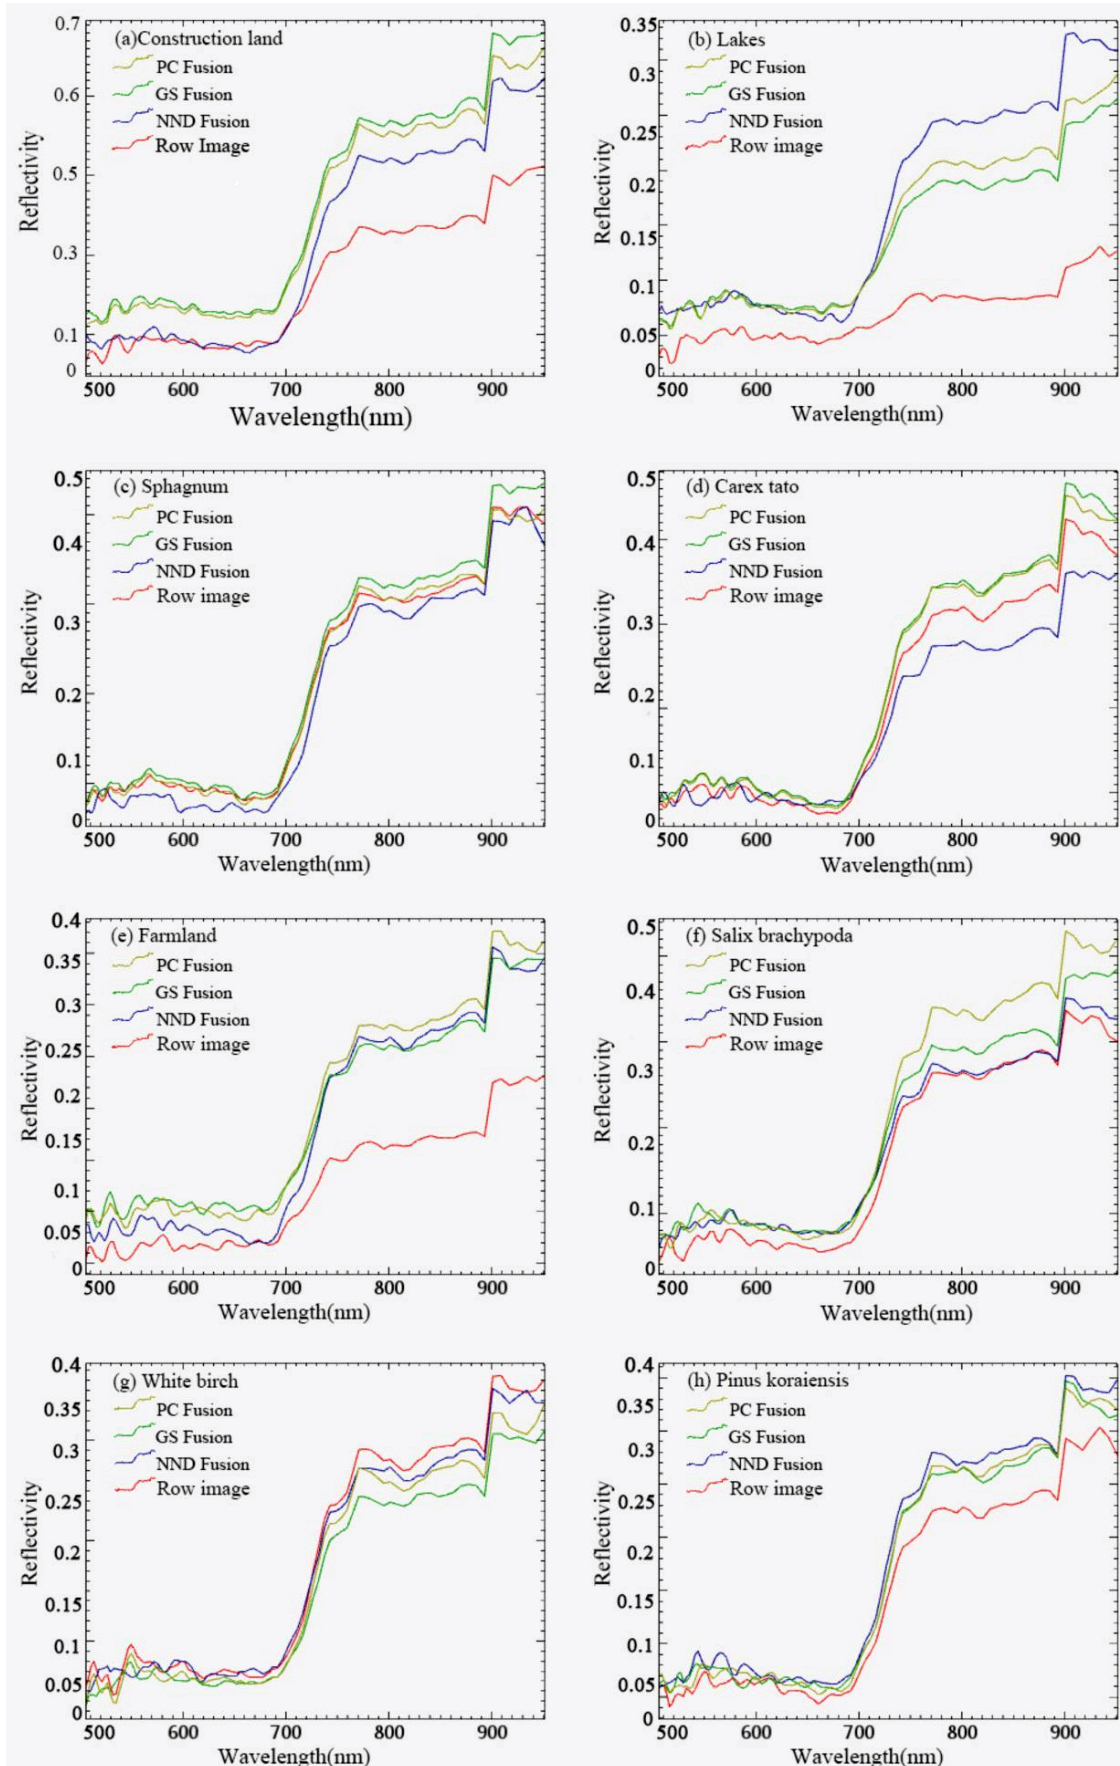 (a)Construction land
PC Fusion
GS Fusion
NND Fusion
Row Image
0.7
0.6
0.5
0.3
0.1
0
Reflectivity
500 600 700 800 900
Wavelength(nm)
(b) Lakes
PC Fusion
GS Fusion
NND Fusion
Row image
0.35
0.3
0.25
0.2
0.15
0.1
0.05
0
Reflectivity
500 600 700 800 900
Wavelength(nm)
(c) Sphagnum
PC Fusion
GS Fusion
NND Fusion
Row image
0.5
0.4
0.3
0.2
0.1
0
Reflectivity
500 600 700 800 900
Wavelength(nm)
(d) Carex tato
PC Fusion
GS Fusion
NND Fusion
Row image
0.5
0.4
0.3
0.2
0.1
0
Reflectivity
500 600 700 800 900
Wavelength(nm)
(e) Farmland
PC Fusion
GS Fusion
NND Fusion
Row image
0.4
0.35
0.3
0.25
0.2
0.15
0.1
0.05
0
Reflectivity
500 600 700 800 900
Wavelength(nm)
(f) Salix brachypoda
PC Fusion
GS Fusion
NND Fusion
Row image
0.5
0.4
0.3
0.2
0.1
0
Reflectivity
500 600 700 800 900
Wavelength(nm)
(g) White birch
PC Fusion
GS Fusion
NND Fusion
Row image
0.4
0.35
0.3
0.25
0.2
0.15
0.1
0.05
0
Reflectivity
500 600 700 800 900
Wavelength(nm)
(h) Pinus koraiensis
PC Fusion
GS Fusion
NND Fusion
Row image
0.4
0.35
0.3
0.25
0.2
0.15
0.1
0.05
0
Reflectivity
500 600 700 800 900
Wavelength(nm)